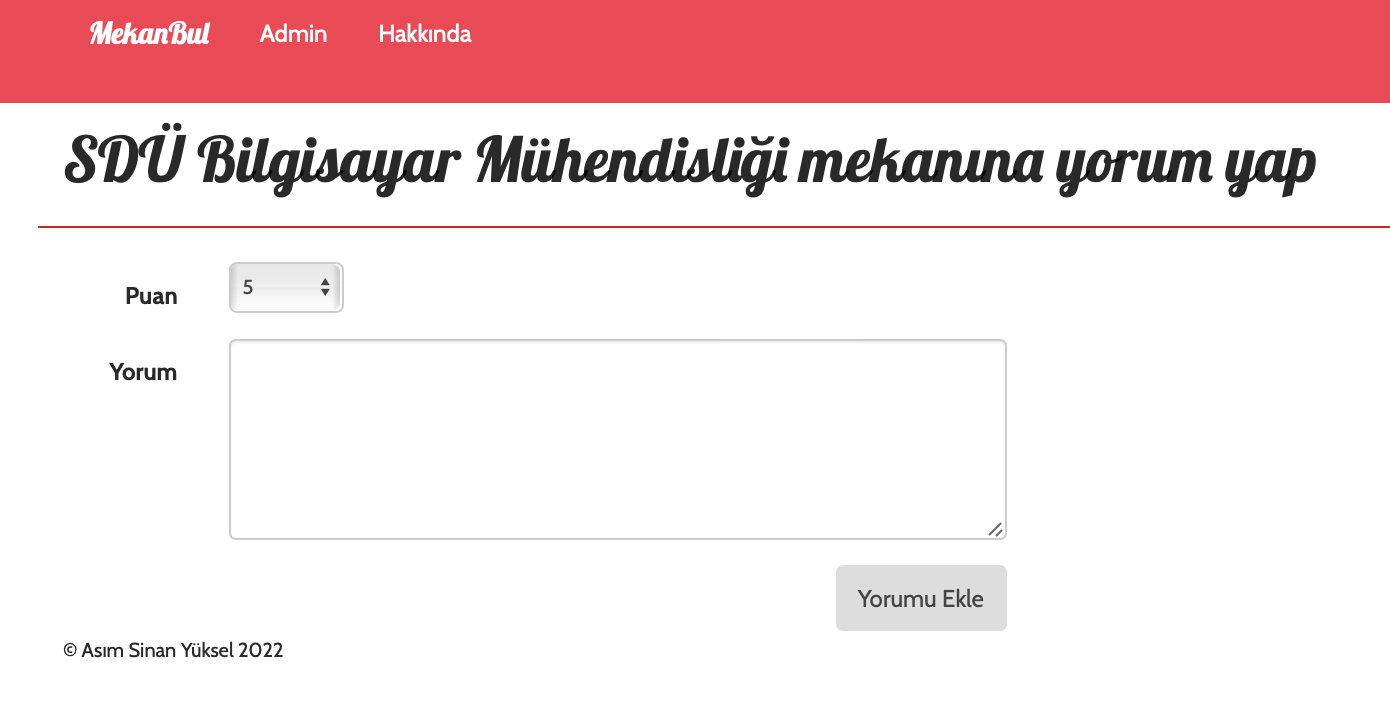 MekanBul Admin Hakkında
SDÜ Bilgisayar Mühendisliği mekanına yorum yap
Puan 5
Yorum
Yorumu Ekle
© Asım Sinan Yüksel 2022